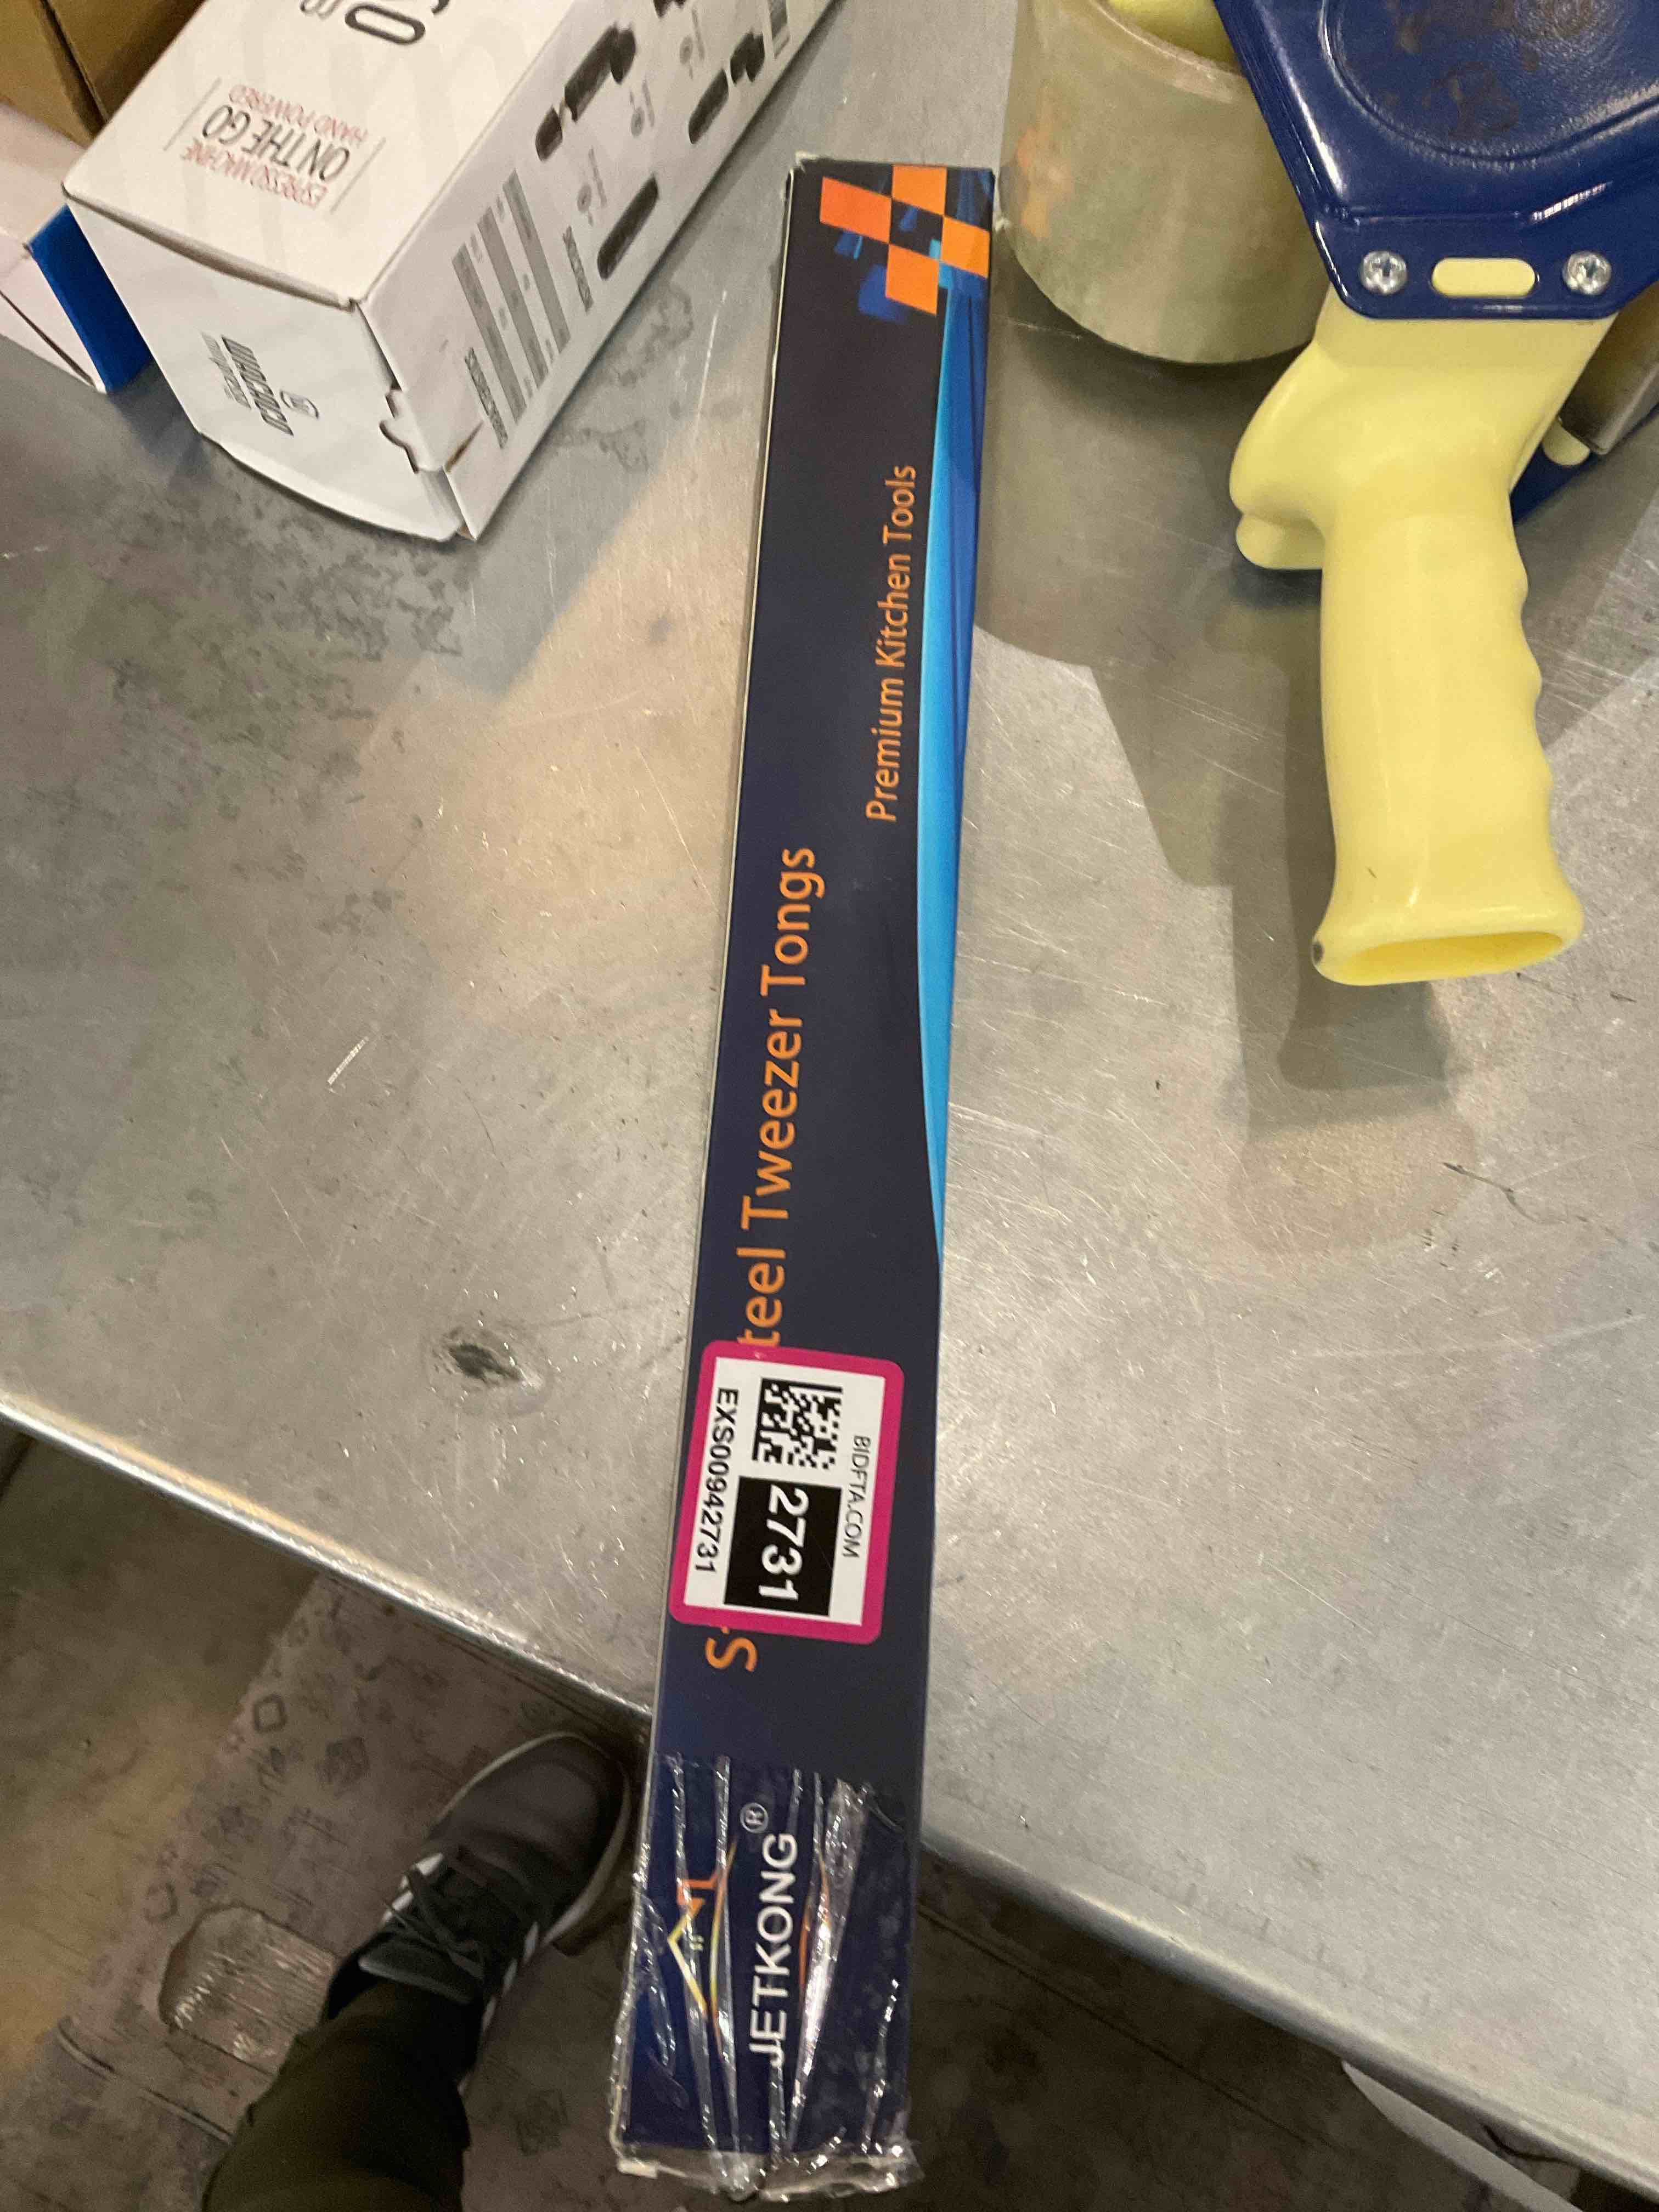 ESPRESSO MACHINE
ON THE GO
HAND POWERED
Premium Kitchen Tools
S teel Tweezer Tongs
BIDFTA.COM
2731
EXS00942731
JETKONG®